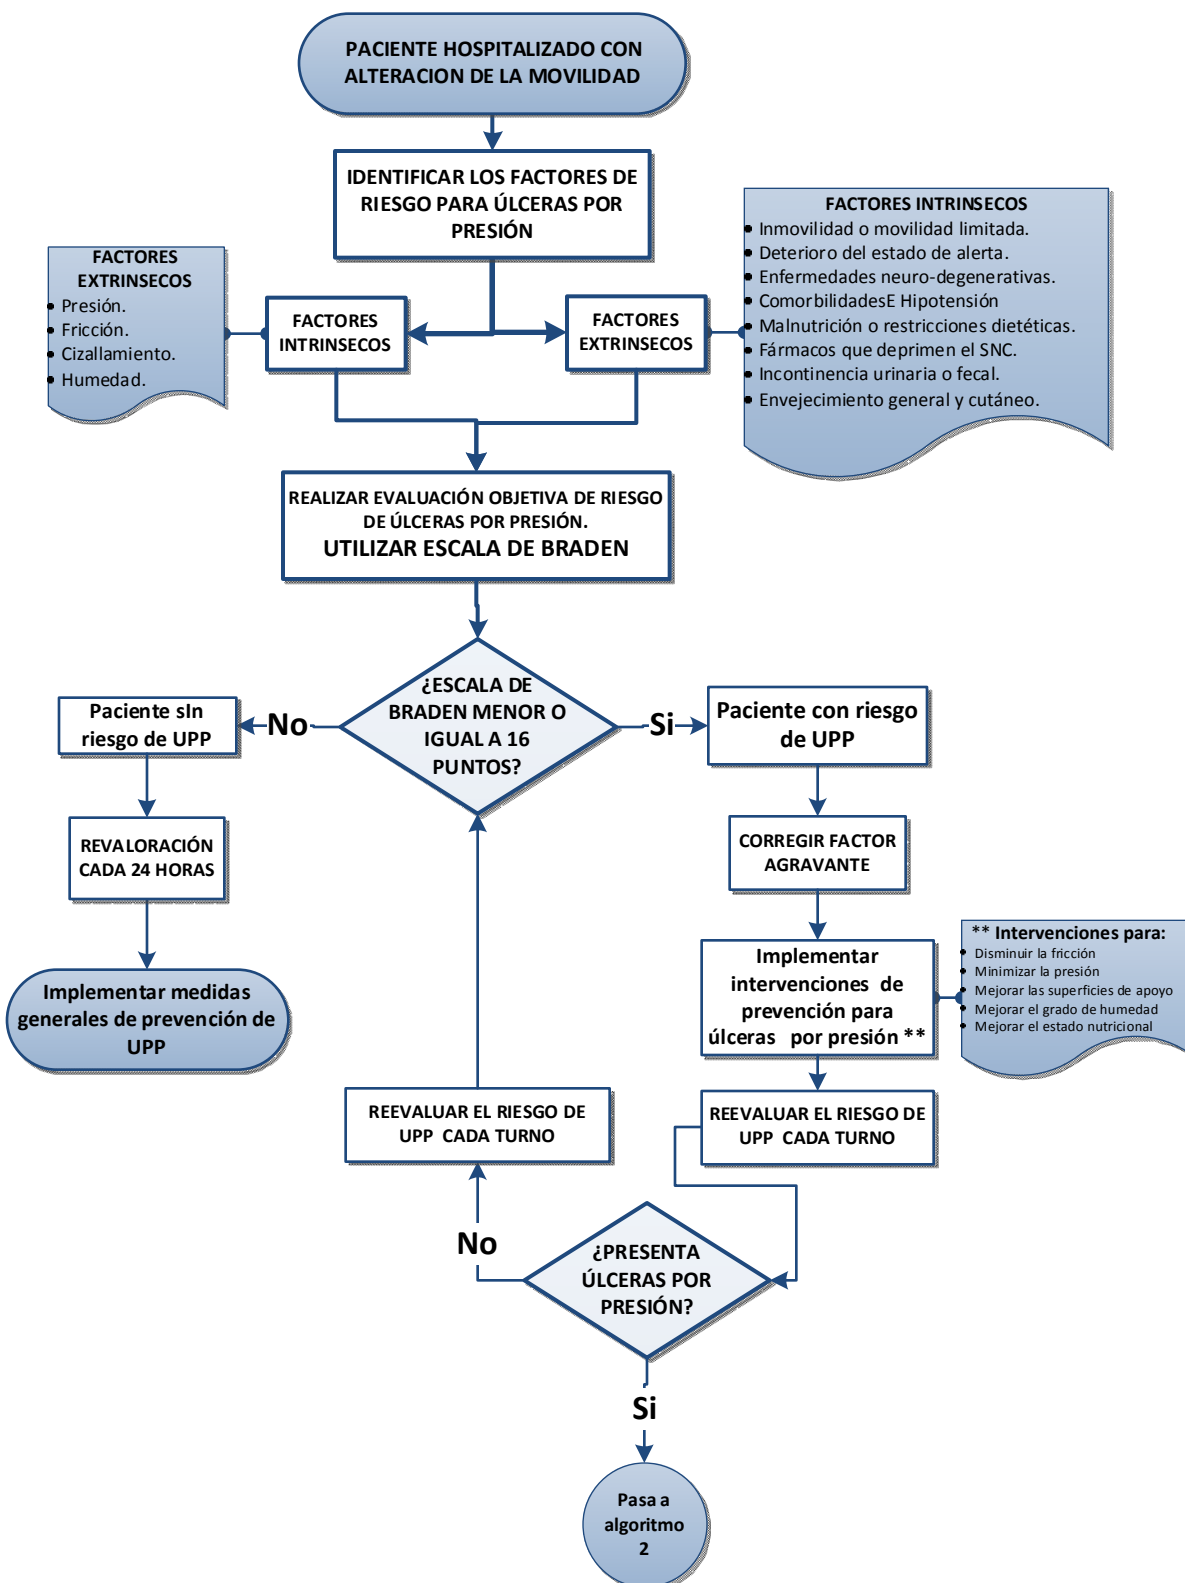 PACIENTE HOSPITALIZADO CON
ALTERACION DE LA MOVILIDAD
IDENTIFICAR LOS FACTORES DE
RIESGO PARA ÚLCERAS POR
PRESIÓN
FACTORES
EXTRINSECOS
• Presión.
• Fricción.
• Cizallamiento.
• Humedad.
FACTORES
INTRINSECOS
FACTORES
EXTRINSECOS
FACTORES INTRINSECOS
• Inmovilidad o movilidad limitada.
• Deterioro del estado de alerta.
• Enfermedades neuro-degenerativas.
• ComorbilidadesE Hipotensión
• Malnutrición o restricciones dietéticas.
• Fármacos que deprimen el SNC.
• Incontinencia urinaria o fecal.
• Envejecimiento general y cutáneo.
REALIZAR EVALUACIÓN OBJETIVA DE RIESGO
DE ÚLCERAS POR PRESIÓN.
UTILIZAR ESCALA DE BRADEN
¿ESCALA DE
BRADEN MENOR O
IGUAL A 16
PUNTOS?
No
Si
Paciente sIn
riesgo de UPP
REVALORACIÓN
CADA 24 HORAS
Implementar medidas
generales de prevención de
UPP
Paciente con riesgo
de UPP
CORREGIR FACTOR
AGRAVANTE
Implementar
intervenciones de
prevención para
úlceras por presión **
** Intervenciones para:
• Disminuir la fricción
• Minimizar la presión
• Mejorar las superficies de apoyo
• Mejorar el grado de humedad
• Mejorar el estado nutricional
REEVALUAR EL RIESGO DE
UPP CADA TURNO
REEVALUAR EL RIESGO DE
UPP CADA TURNO
No
¿PRESENTA
ÚLCERAS POR
PRESIÓN?
Si
Pasa a
algoritmo
2